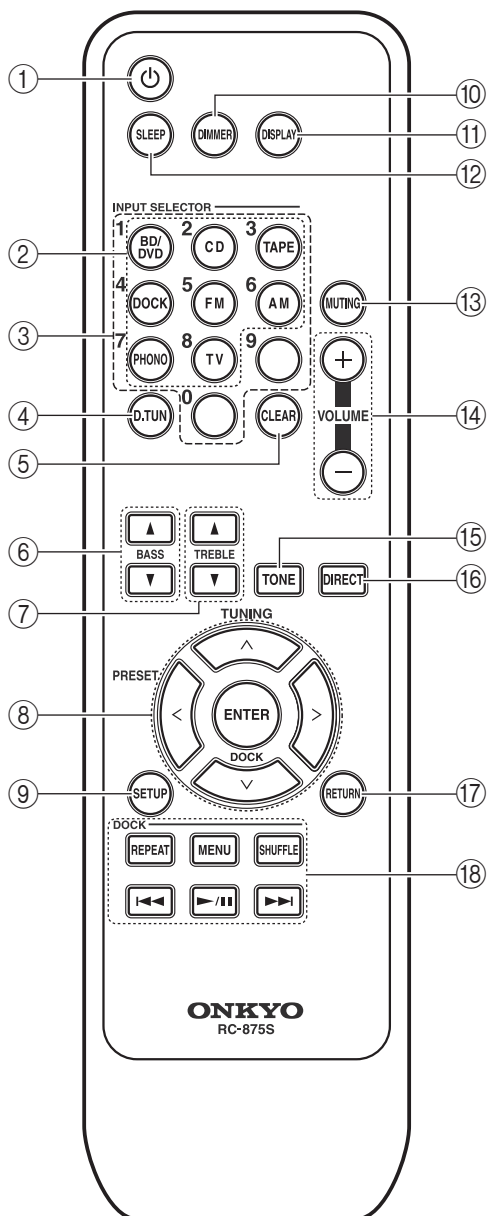 ①
⑩
SLEEP DIMMER DISPLAY ⑪
⑫
INPUT SELECTOR
② 1 BD/ DVD 2 CD 3 TAPE
4 DOCK 5 FM 6 AM MUTING ⑬
③ 7 PHONO 8 TV 9 +
④ D.TUN 0 CLEAR VOLUME ⑭
⑤ −
⑥ BASS TREBLE ⑮
⑦ TONE DIRECT ⑯
TUNING
PRESET
⑧ ENTER
DOCK
⑨ SETUP RETURN ⑰
DOCK
REPEAT MENU SHUFFLE ⑱
ONKYO
RC-875S